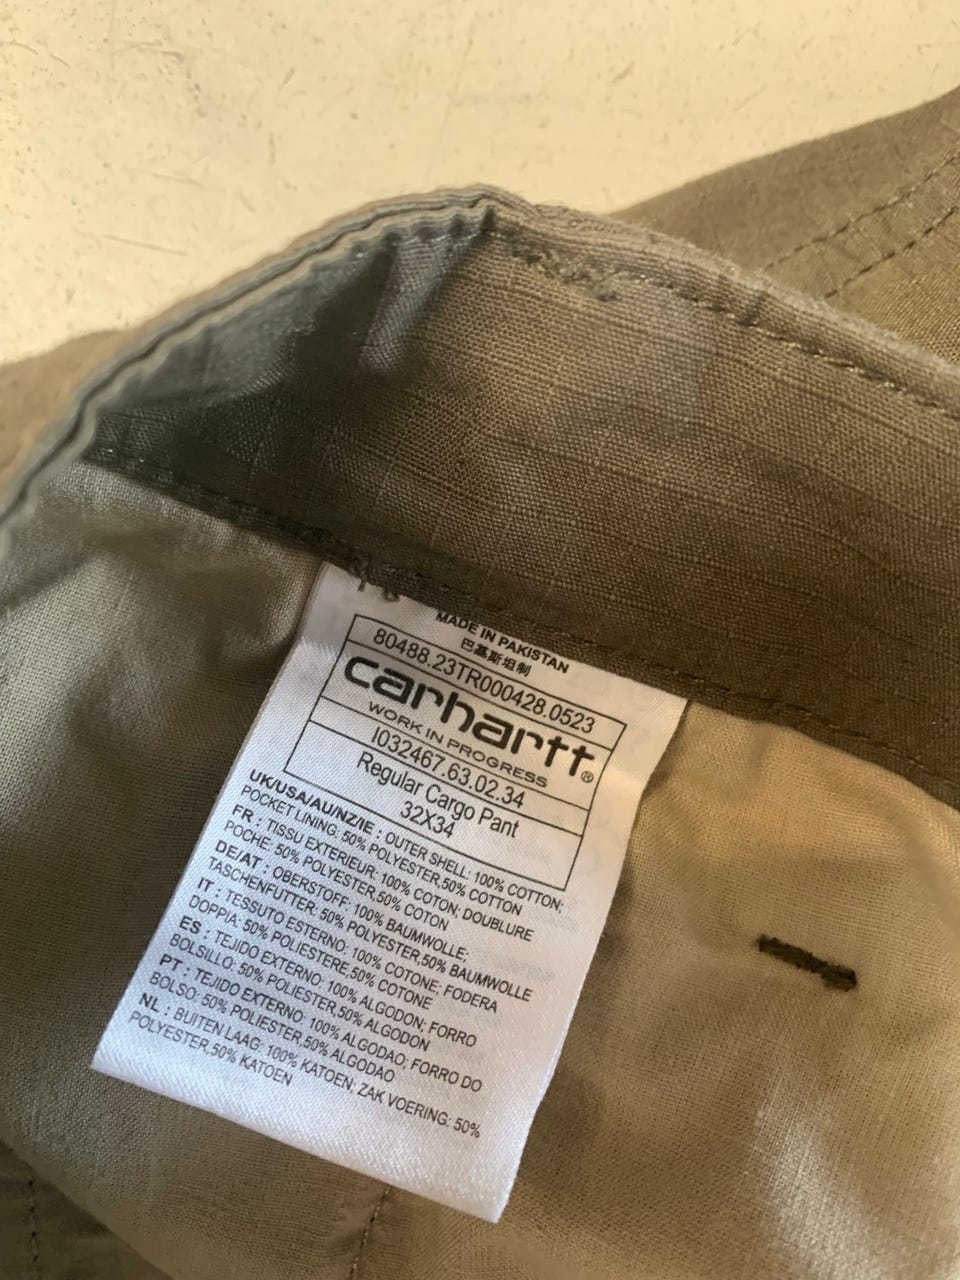 MADE IN PAKISTAN
巴基斯坦制
80488.23TR000428.0523
carhartt®
WORK IN PROGRESS
I032467.63.02.34
Regular Cargo Pant
32X34
UK/USA/AU/NZ/IE : OUTER SHELL: 100% COTTON;
POCKET LINING: 50% POLYESTER,50% COTTON
FR : TISSU EXTERIEUR: 100% COTON; DOUBLURE
POCHE: 50% POLYESTER,50% COTON
DE/AT : OBERSTOFF: 100% BAUMWOLLE;
TASCHENFUTTER: 50% POLYESTER,50% BAUMWOLLE
IT : TESSUTO ESTERNO: 100% COTONE; FODERA
DOPPIA: 50% POLIESTERE,50% COTONE
ES : TEJIDO EXTERNO: 100% ALGODON; FORRO
BOLSILLO: 50% POLIESTER,50% ALGODON
PT : TEJIDO EXTERNO: 100% ALGODAO; FORRO DO
BOLSO: 50% POLIESTER,50% ALGODAO
NL : BUITEN LAAG: 100% KATOEN; ZAK VOERING: 50%
POLYESTER,50% KATOEN